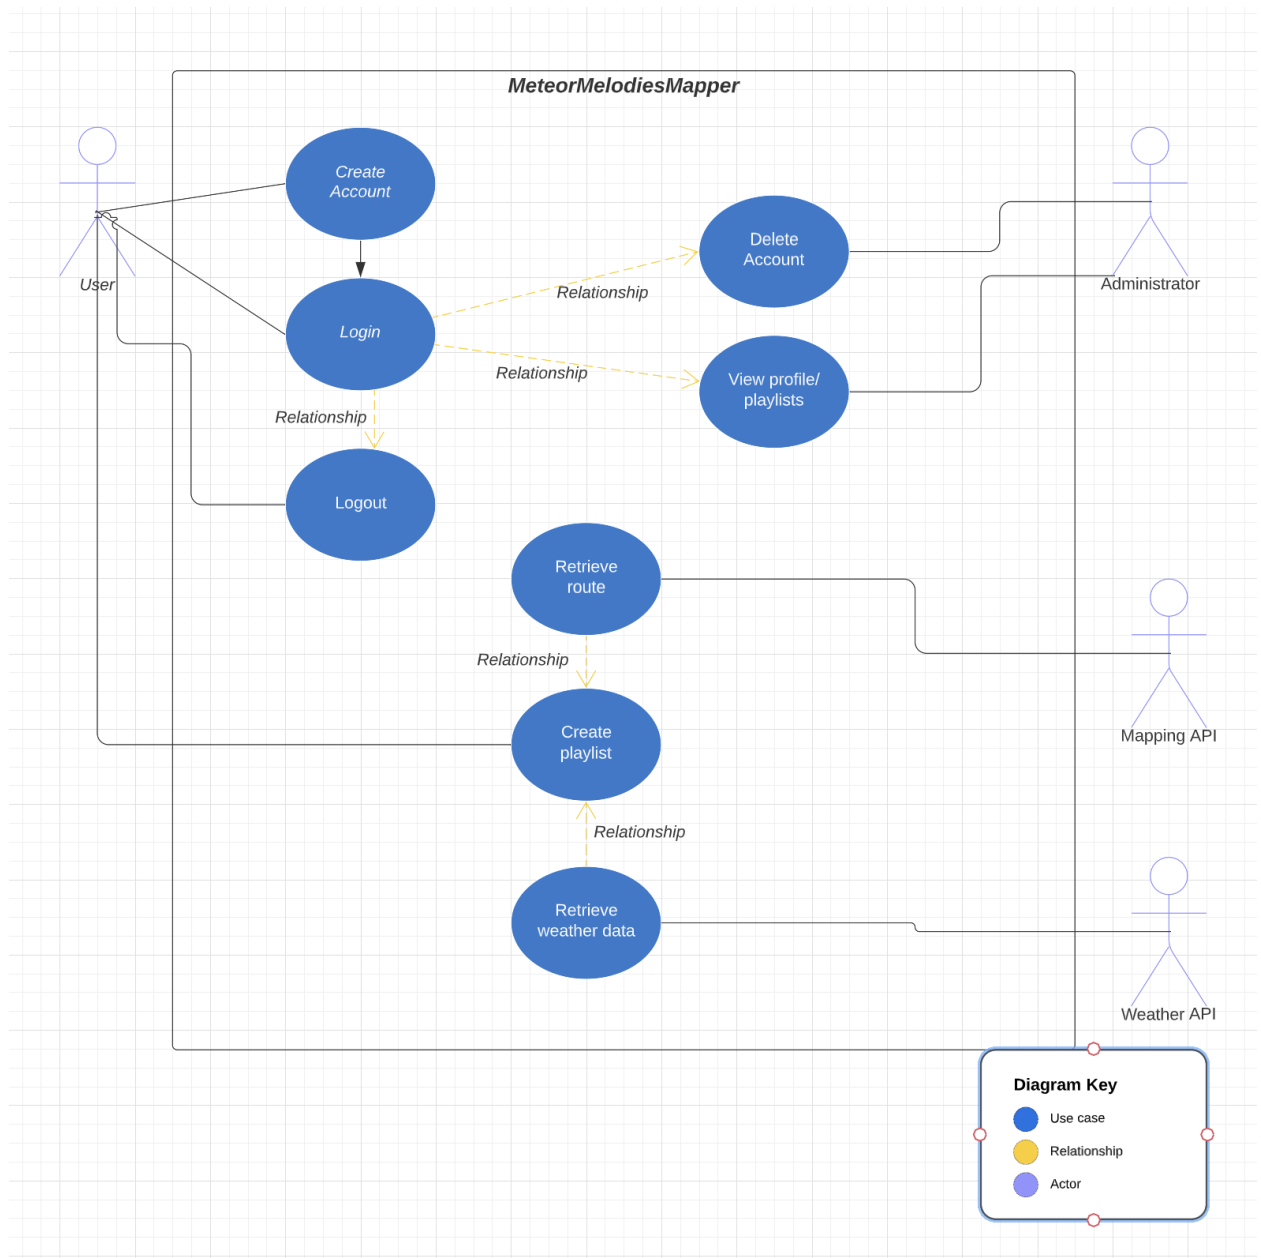 MeteorMelodiesMapper
User
Create
Account
Login
Logout
Relationship
Relationship
Relationship
Delete
Account
View profile/
playlists
Administrator
Retrieve
route
Relationship
Create
playlist
Relationship
Retrieve
weather data
Mapping API
Weather API
Diagram Key
Use case
Relationship
Actor